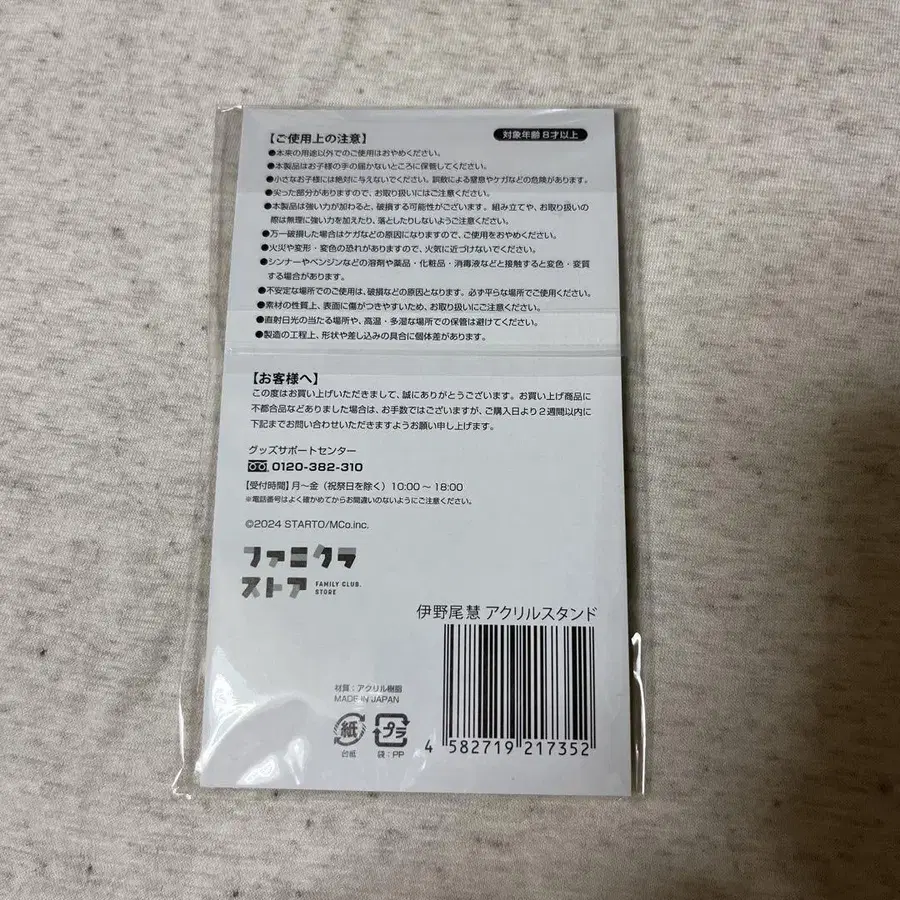 【ご使用上の注意】
対象年齢 8才以上
●本来の用途以外でのご使用はおやめください。
●本製品はお子様の手の届かないところに保管してください。
●小さなお子様には絶対に与えないでください。誤飲による窒息やケガなどの危険があります。
●尖った部分がありますので、お取り扱いにはご注意ください。
●本製品は強い力が加わると、破損する可能性がございます。組み立てや、お取り扱いの
際は無理に強い力を加えたり、落としたりしないようご注意ください。
●万一破損した場合はケガなどの原因になりますので、ご使用をおやめください。
●火災や変形・変色の恐れがありますので、火気に近づけないでください。
●シンナーやベンジンなどの溶剤や薬品・化粧品・消毒液などと接触すると変色・変質
する場合があります。
●不安定な場所でのご使用は、破損などの原因となります。必ず平らな場所でご使用ください。
●素材の性質上、表面に傷がつきやすいため、お取り扱いにご注意ください。
●直射日光の当たる場所や、高温・多湿な場所での保管は避けてください。
●製造の工程上、形状や差し込みの具合に個体差があります。
【お客様へ】
この度はお買い上げいただきまして、誠にありがとうございます。お買い上げ商品に
不都合品などありました場合は、お手数ではございますが、ご購入日より2週間以内に
下記までお問い合わせいただきますようお願い申し上げます。
グッズサポートセンター
0120-382-310
【受付時間】月～金（祝祭日を除く）10:00～18:00
※電話番号はよく確かめてからお間違いのないようにご注意ください。
©2024 STARTO/MCo.inc.
ファミクラ
ストア
FAMILY CLUB.
STORE
伊野尾慧 アクリルスタンド
材質：アクリル樹脂
MADE IN JAPAN
紙
プラ
台紙
袋：PP
4 582719 217352